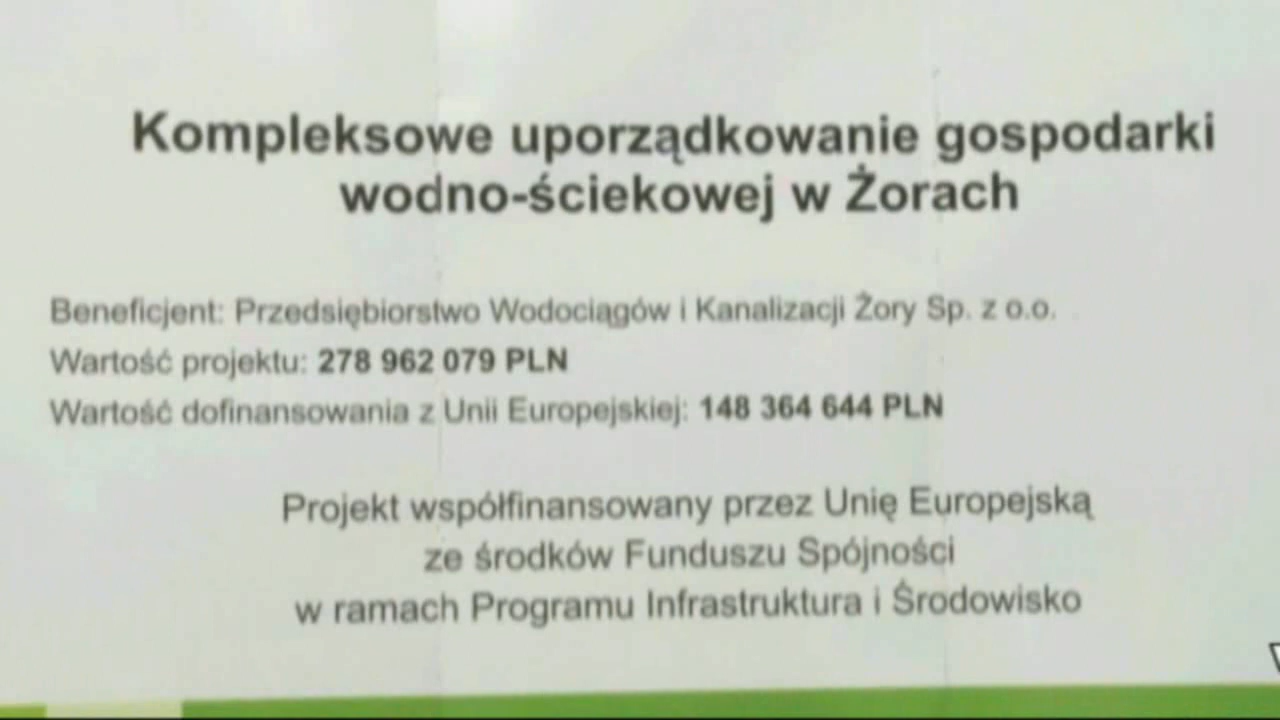 Kompleksowe uporządkowanie gospodarki
wodno-ściekowej w Żorach
Beneficjent: Przedsiębiorstwo Wodociągów i Kanalizacji Żory Sp. z o.o.
Wartość projektu: 278 962 079 PLN
Wartość dofinansowania z Unii Europejskiej: 148 364 644 PLN
Projekt współfinansowany przez Unię Europejską
ze środków Funduszu Spójności
w ramach Programu Infrastruktura i Środowisko